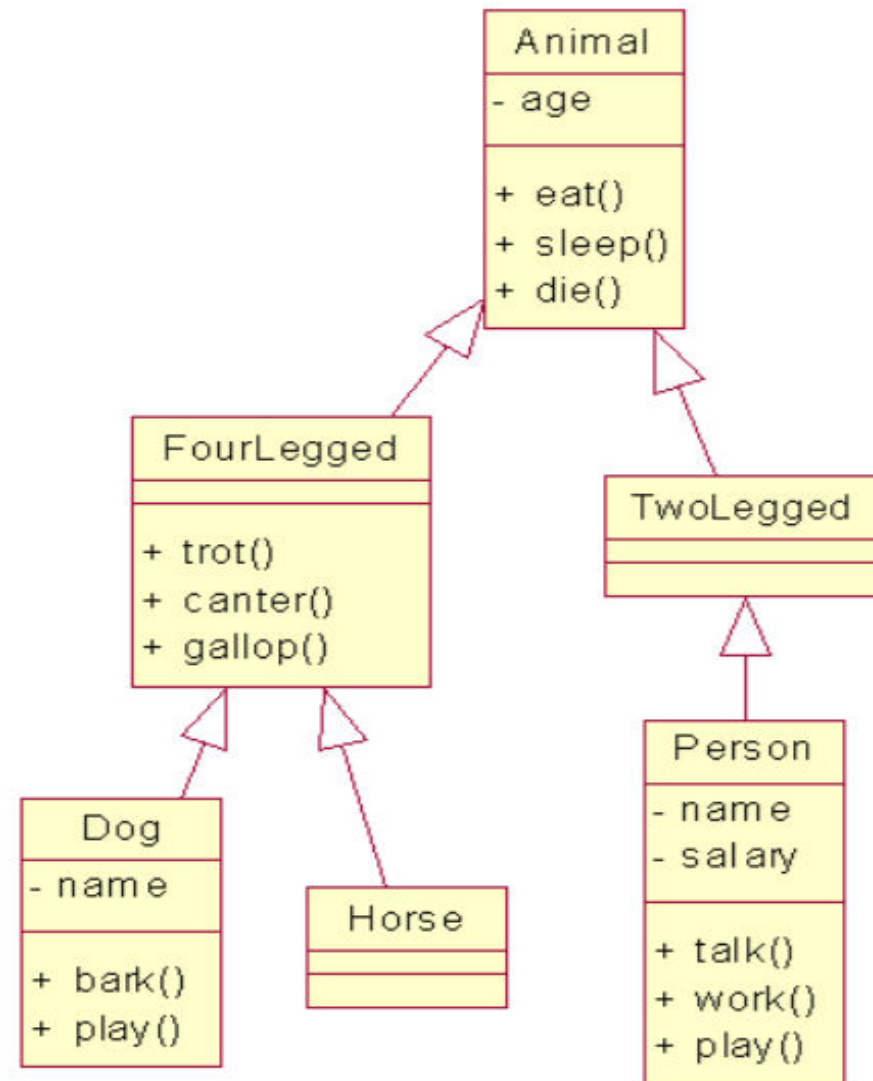 Animal
- age
+ eat()
+ sleep()
+ die()
FourLegged
+ trot()
+ canter()
+ gallop()
TwoLegged
Dog
- name
+ bark()
+ play()
Horse
Person
- name
- salary
+ talk()
+ work()
+ play()